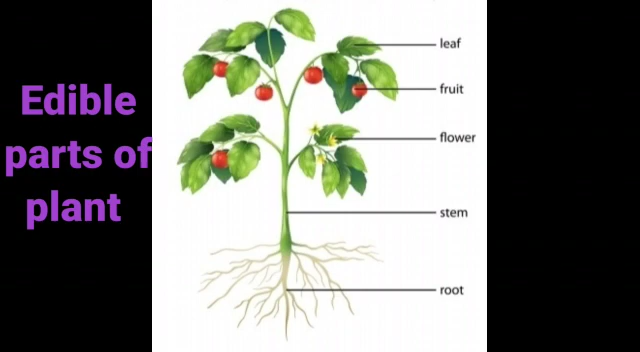 Edible
parts of
plant
leaf
fruit
flower
stem
root